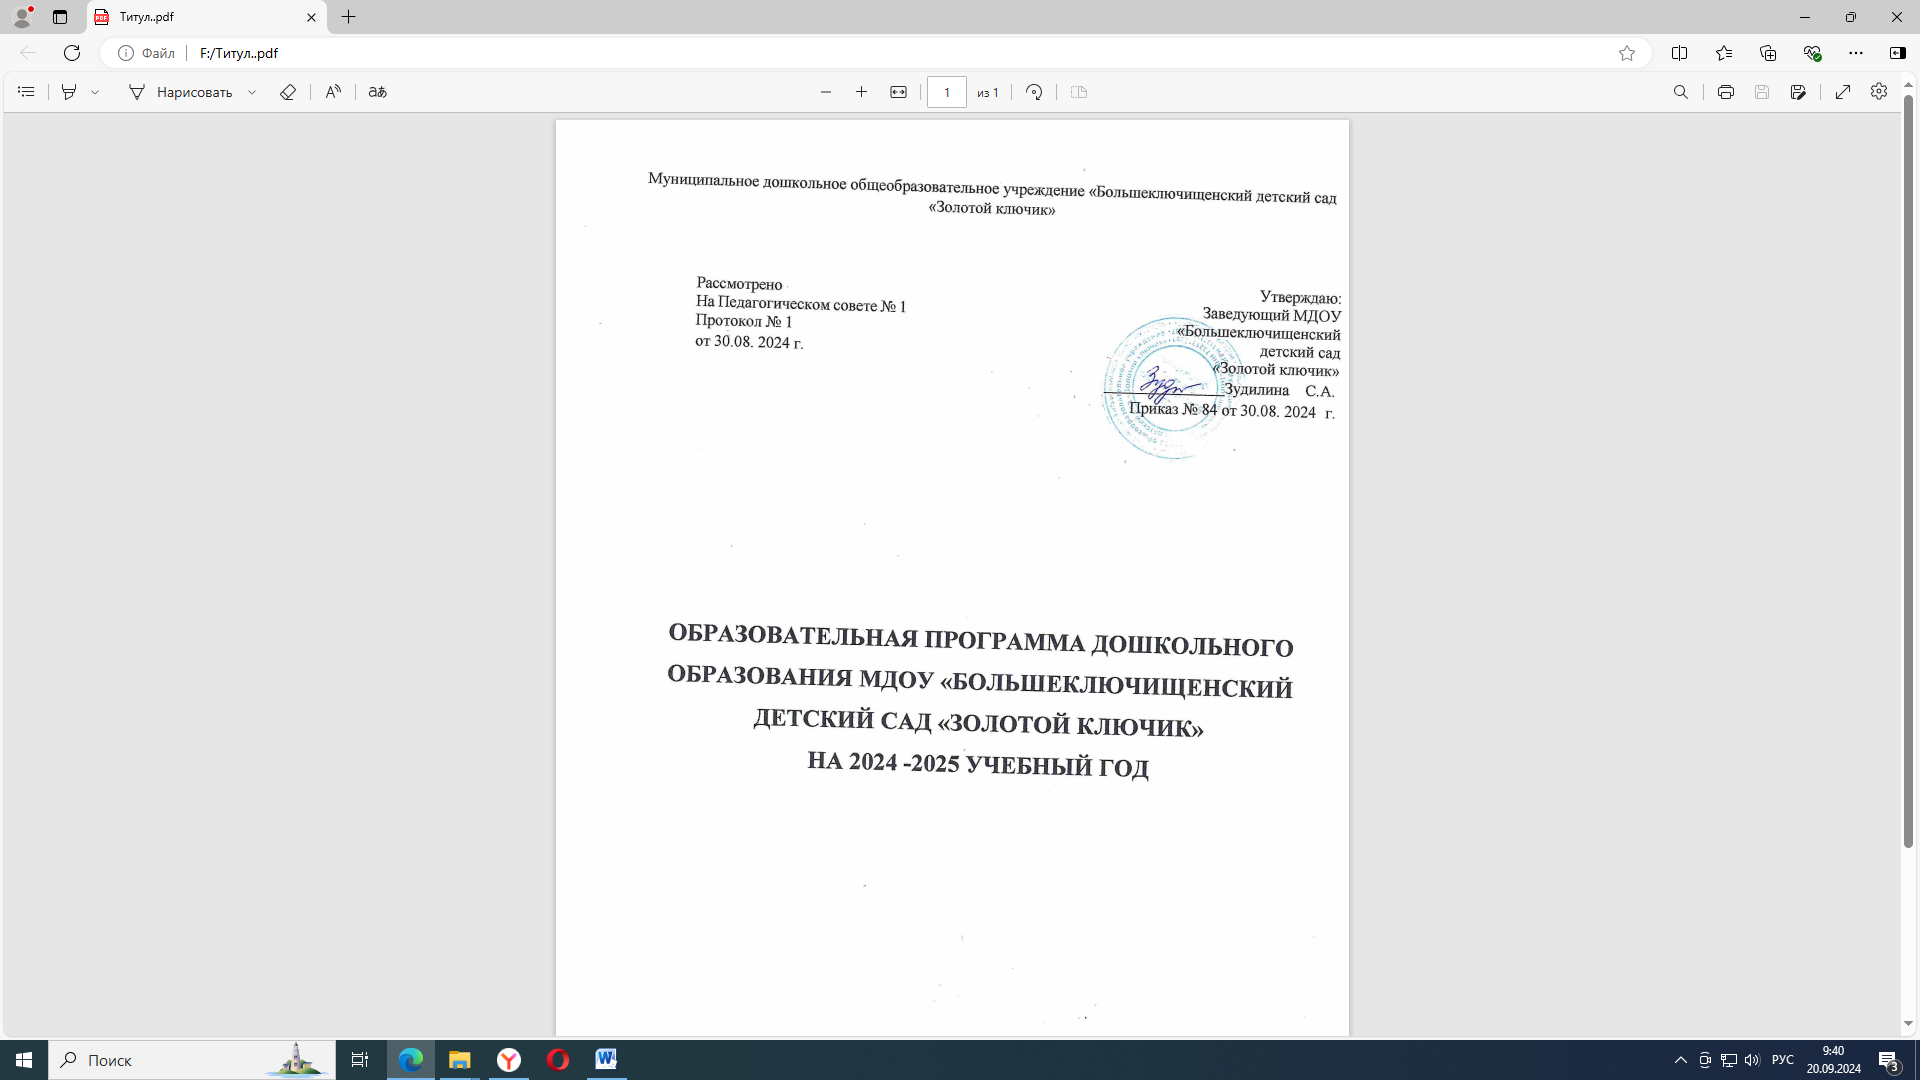 Титул..pdf
Файл
F:/Титул..pdf
Нарисовать
1
из 1
Муниципальное дошкольное общеобразовательное учреждение «Большеключищенский детский сад
«Золотой ключик»
Рассмотрено
На Педагогическом совете № 1
Протокол № 1
от 30.08. 2024 г.
Утверждаю:
Заведующий МДОУ
«Большеключищенский
детский сад
«Золотой ключик»
Зудилина С.А.
Приказ № 84 от 30.08. 2024 г.
ОБРАЗОВАТЕЛЬНАЯ ПРОГРАММА ДОШКОЛЬНОГО
ОБРАЗОВАНИЯ МДОУ «БОЛЬШЕКЛЮЧИЩЕНСКИЙ
ДЕТСКИЙ САД «ЗОЛОТОЙ КЛЮЧИК»
НА 2024 -2025 УЧЕБНЫЙ ГОД
Поиск
РУС
9:40
20.09.2024
3